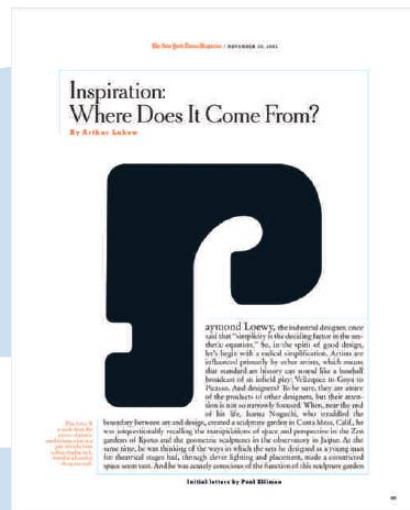 The New York Times Magazine / NOVEMBER 30, 2003
Inspiration:
Where Does It Come From?
By Arthur Lubow
r
aymond Loewy, the industrial designer, once
said that "simplicity is the deciding factor in the aes-
thetic equation." So, in the spirit of good design,
let's begin with a radical simplification. Artists are
influenced primarily by other artists, which means
that standard art history can sound like a baseball
broadcast of an infield play: Velázquez to Goya to
Picasso. And designers? To be sure, they are aware
of the products of other designers, but their atten-
tion is not so narrowly focused. When, near the end
of his life, Isamu Noguchi, who straddled the
boundary between art and design, created a sculpture garden in Costa Mesa, Calif., he
was unquestionably recalling the manipulations of space and perspective in the Zen
gardens of Kyoto and the geometric sculptures in the observatory in Jaipur. At the
same time, he was thinking of the ways in which the sets he designed as a young man
for theatrical stages had, through clever lighting and placement, made a constricted
space seem vast. And he was acutely conscious of the function of this sculpture garden
Initial letters by Paul Elliman